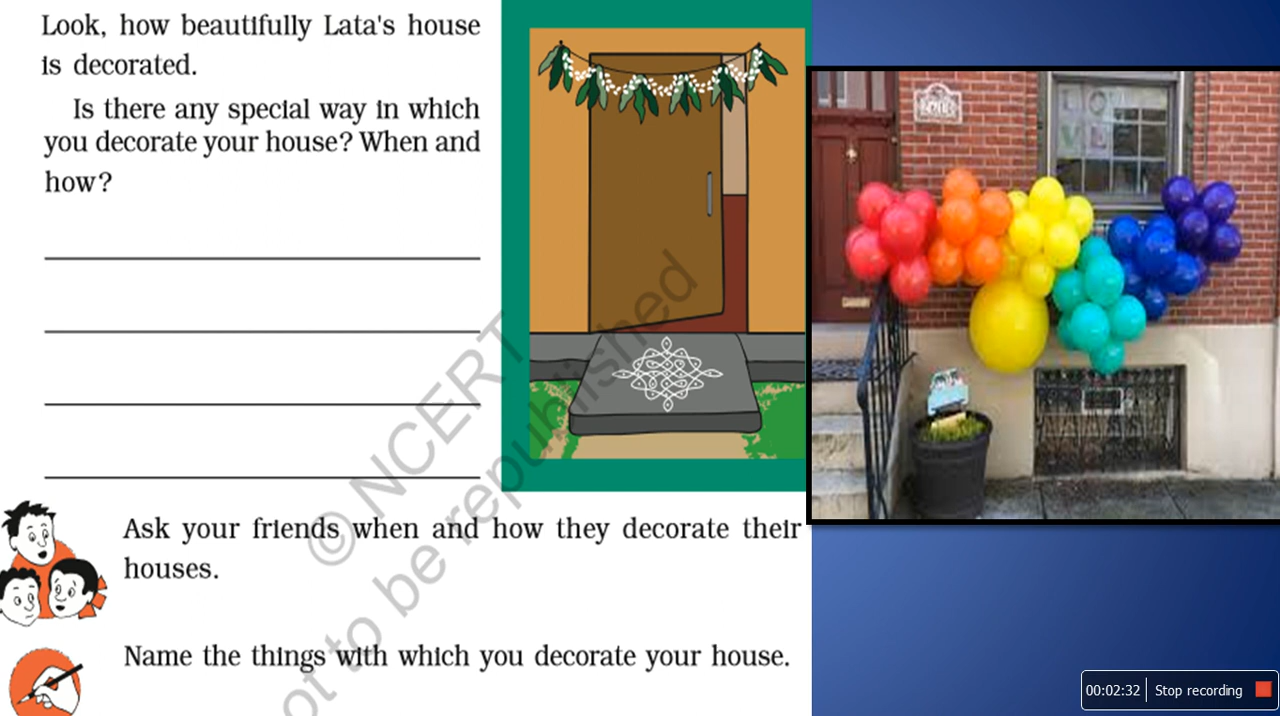 Look, how beautifully Lata's house
is decorated.
Is there any special way in which
you decorate your house? When and
how?
© NCERT
not to be republished
Ask your friends when and how they decorate their
houses.
Name the things with which you decorate your house.
LOVE
00:02:32 Stop recording